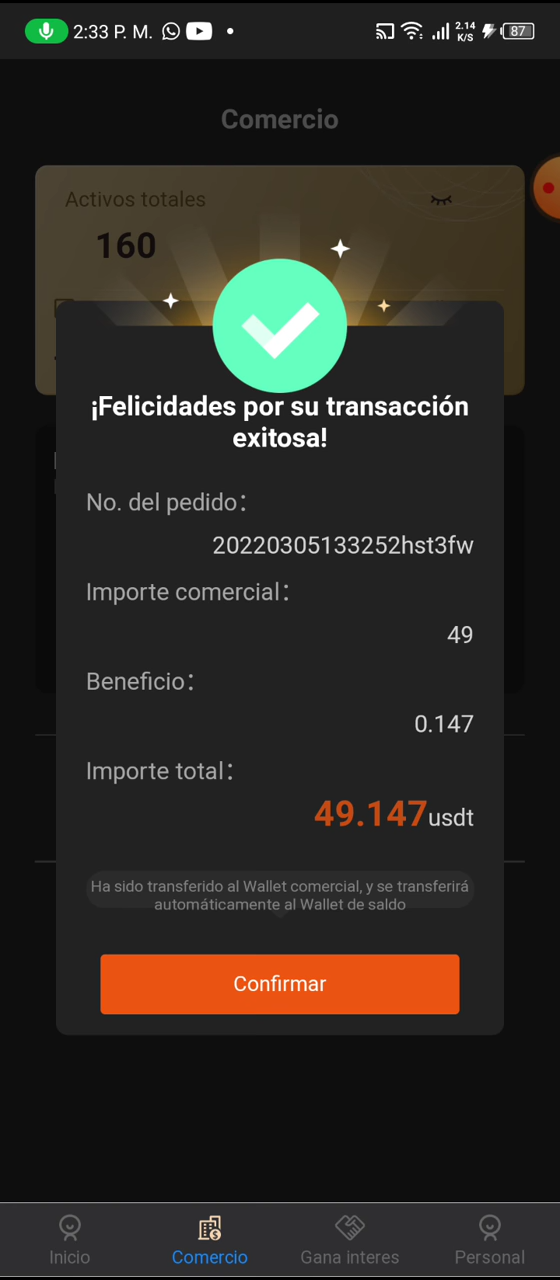 2:33 P. M.
2.14
K/S
87
Comercio
Activos totales
160
¡Felicidades por su transacción
exitosa!
No. del pedido:
20220305133252hst3fw
Importe comercial:
49
Beneficio:
0.147
Importe total:
49.147usdt
Ha sido transferido al Wallet comercial, y se transferirá
automáticamente al Wallet de saldo
Confirmar
Inicio
Comercio
Gana interes
Personal